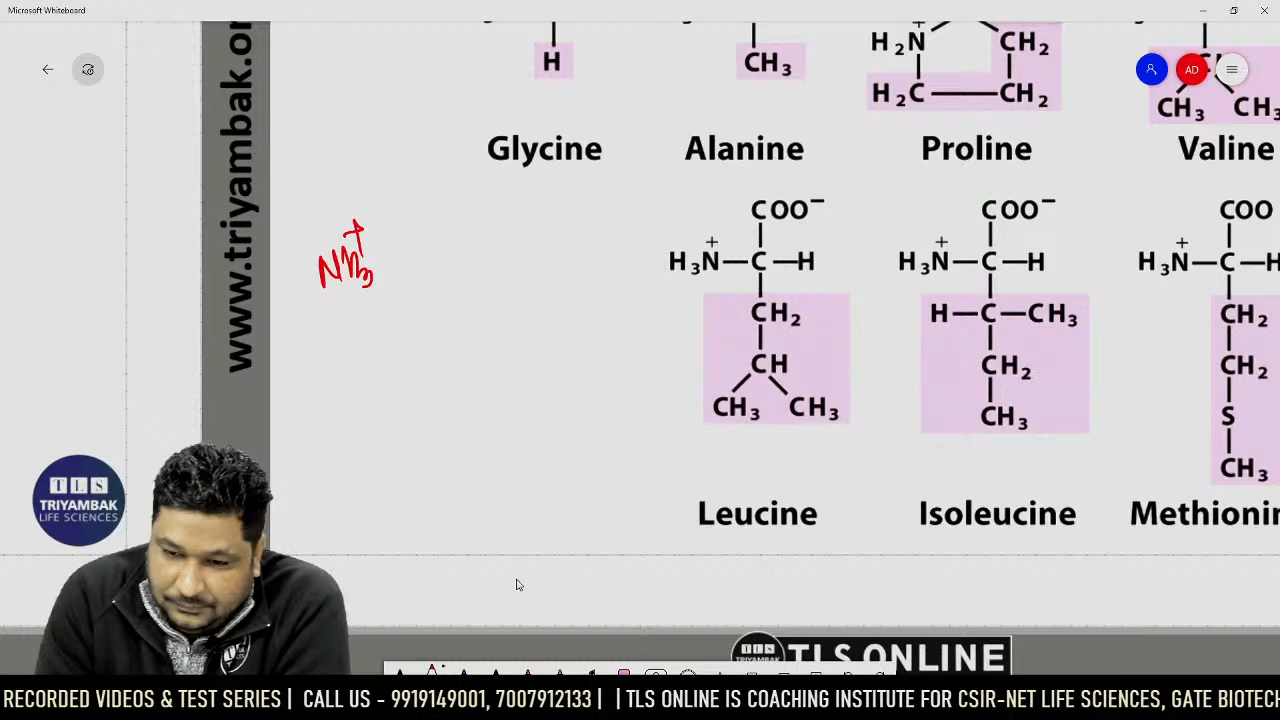 Microsoft Whiteboard
www.triyambak.or
H
CH3
H2N+
CH2
H2C
CH2
CH3
CH3
AD
Glycine
Alanine
Proline
Valine
NH3+
COO−
H3N+—C—H
CH2
CH
CH3 CH3
Leucine
COO−
H3N+—C—H
H—C—CH3
CH2
CH3
Isoleucine
COO
H3N+—C—H
CH2
CH2
S
CH3
Methionin
TLS
TRIYAMBAK
LIFE SCIENCES
TLS
TRIYAMBAK
TLS ONLINE
RECORDED VIDEOS & TEST SERIES | CALL US - 9919149001, 7007912133 | | TLS ONLINE IS COACHING INSTITUTE FOR CSIR-NET LIFE SCIENCES, GATE BIOTECH